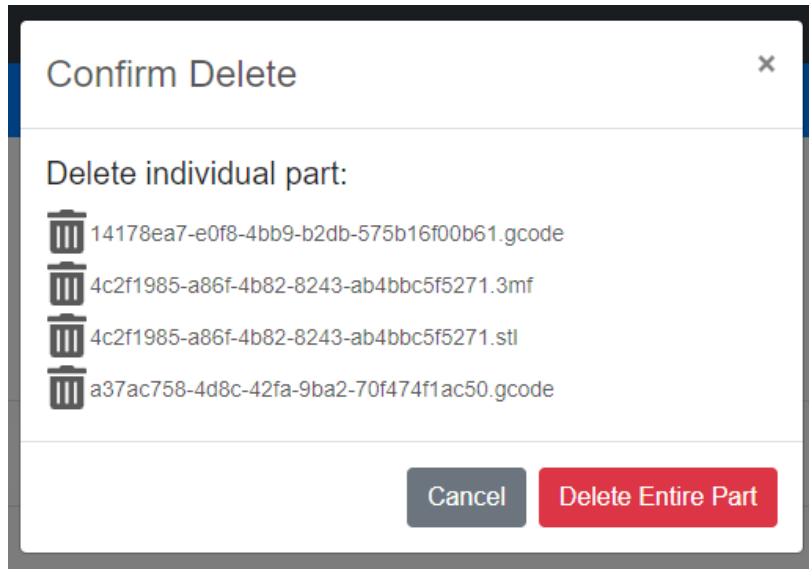 Confirm Delete
×
Delete individual part:
14178ea7-e0f8-4bb9-b2db-575b16f00b61.gcode
4c2f1985-a86f-4b82-8243-ab4bbc5f5271.3mf
4c2f1985-a86f-4b82-8243-ab4bbc5f5271.stl
a37ac758-4d8c-42fa-9ba2-70f474f1ac50.gcode
Cancel Delete Entire Part